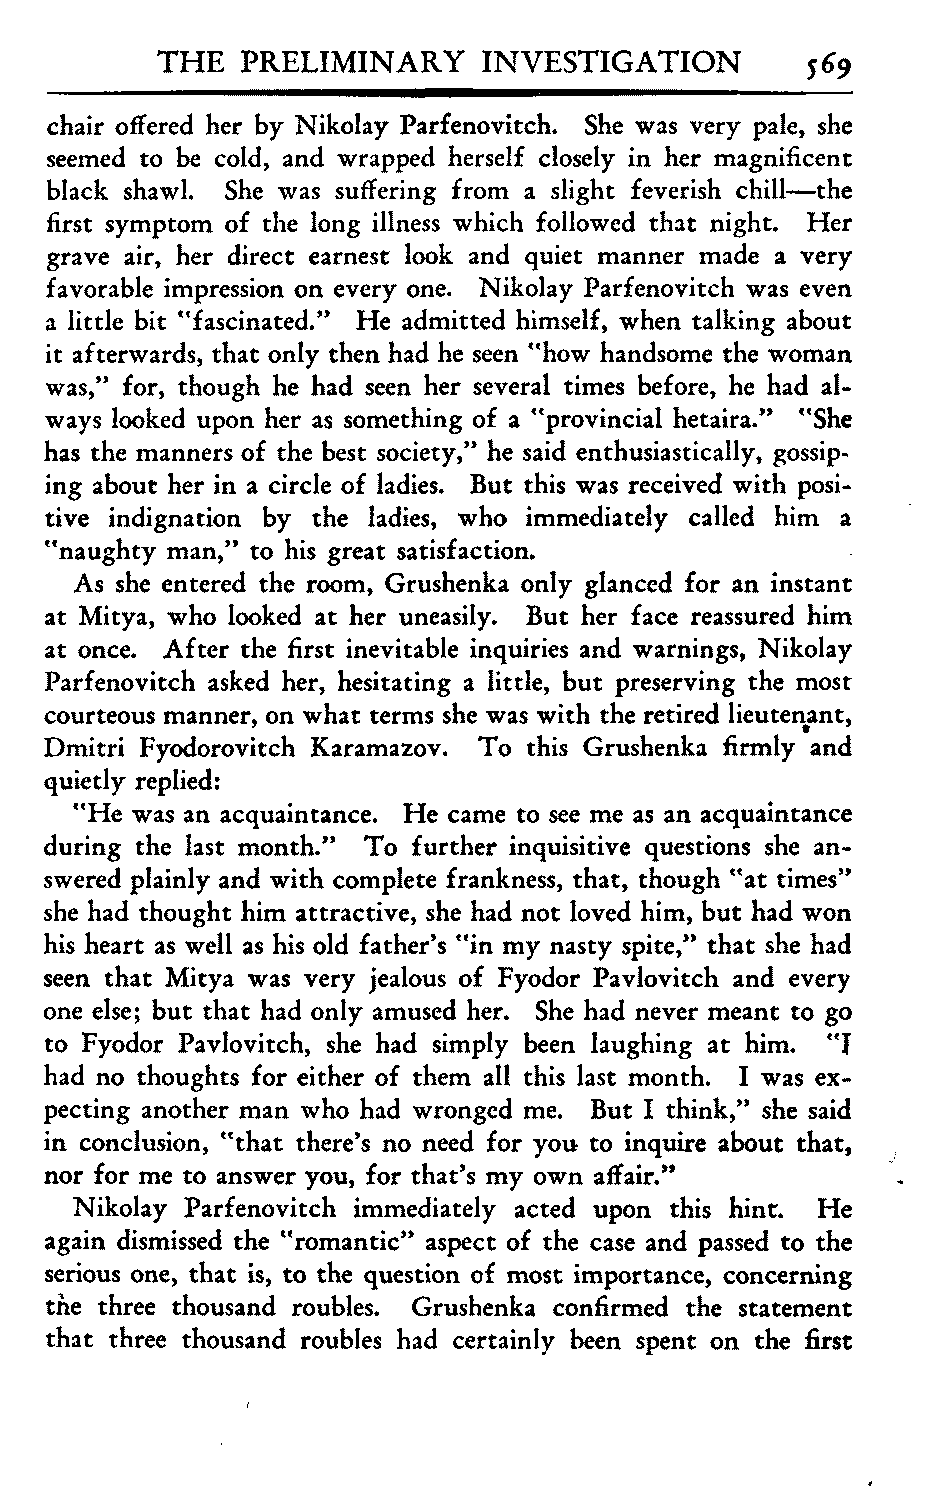 THE PRELIMINARY INVESTIGATION 569
chair offered her by Nikolay Parfenovitch. She was very pale, she
seemed to be cold, and wrapped herself closely in her magnificent
black shawl. She was suffering from a slight feverish chill—the
first symptom of the long illness which followed that night. Her
grave air, her direct earnest look and quiet manner made a very
favorable impression on every one. Nikolay Parfenovitch was even
a little bit "fascinated." He admitted himself, when talking about
it afterwards, that only then had he seen "how handsome the woman
was," for, though he had seen her several times before, he had al-
ways looked upon her as something of a "provincial hetaira." "She
has the manners of the best society," he said enthusiastically, gossip-
ing about her in a circle of ladies. But this was received with posi-
tive indignation by the ladies, who immediately called him a
"naughty man," to his great satisfaction.
As she entered the room, Grushenka only glanced for an instant
at Mitya, who looked at her uneasily. But her face reassured him
at once. After the first inevitable inquiries and warnings, Nikolay
Parfenovitch asked her, hesitating a little, but preserving the most
courteous manner, on what terms she was with the retired lieutenant,
Dmitri Fyodorovitch Karamazov. To this Grushenka firmly and
quietly replied:
"He was an acquaintance. He came to see me as an acquaintance
during the last month." To further inquisitive questions she an-
swered plainly and with complete frankness, that, though "at times"
she had thought him attractive, she had not loved him, but had won
his heart as well as his old father's "in my nasty spite," that she had
seen that Mitya was very jealous of Fyodor Pavlovitch and every
one else; but that had only amused her. She had never meant to go
to Fyodor Pavlovitch, she had simply been laughing at him. "I
had no thoughts for either of them all this last month. I was ex-
pecting another man who had wronged me. But I think," she said
in conclusion, "that there's no need for you to inquire about that,
nor for me to answer you, for that's my own affair."
Nikolay Parfenovitch immediately acted upon this hint. He
again dismissed the "romantic" aspect of the case and passed to the
serious one, that is, to the question of most importance, concerning
the three thousand roubles. Grushenka confirmed the statement
that three thousand roubles had certainly been spent on the first